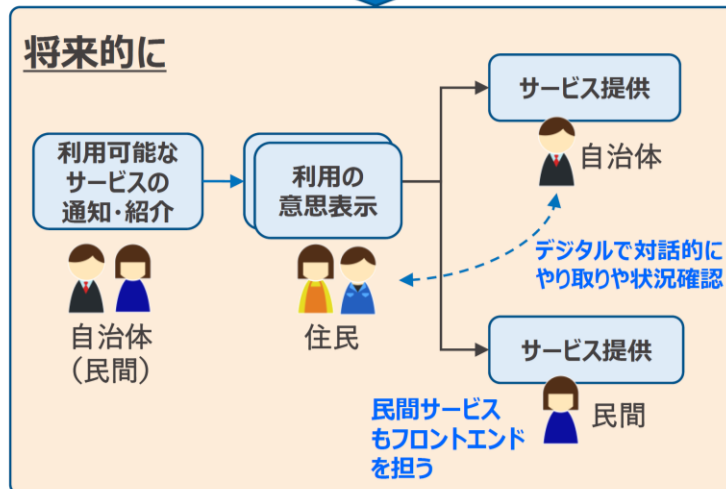 将来的に
利用可能な
サービスの
通知・紹介
自治体
（民間）
利用の
意思表示
住民
サービス提供
自治体
デジタルで対話的に
やり取りや状況確認
サービス提供
民間
民間サービス
もフロントエンド
を担う